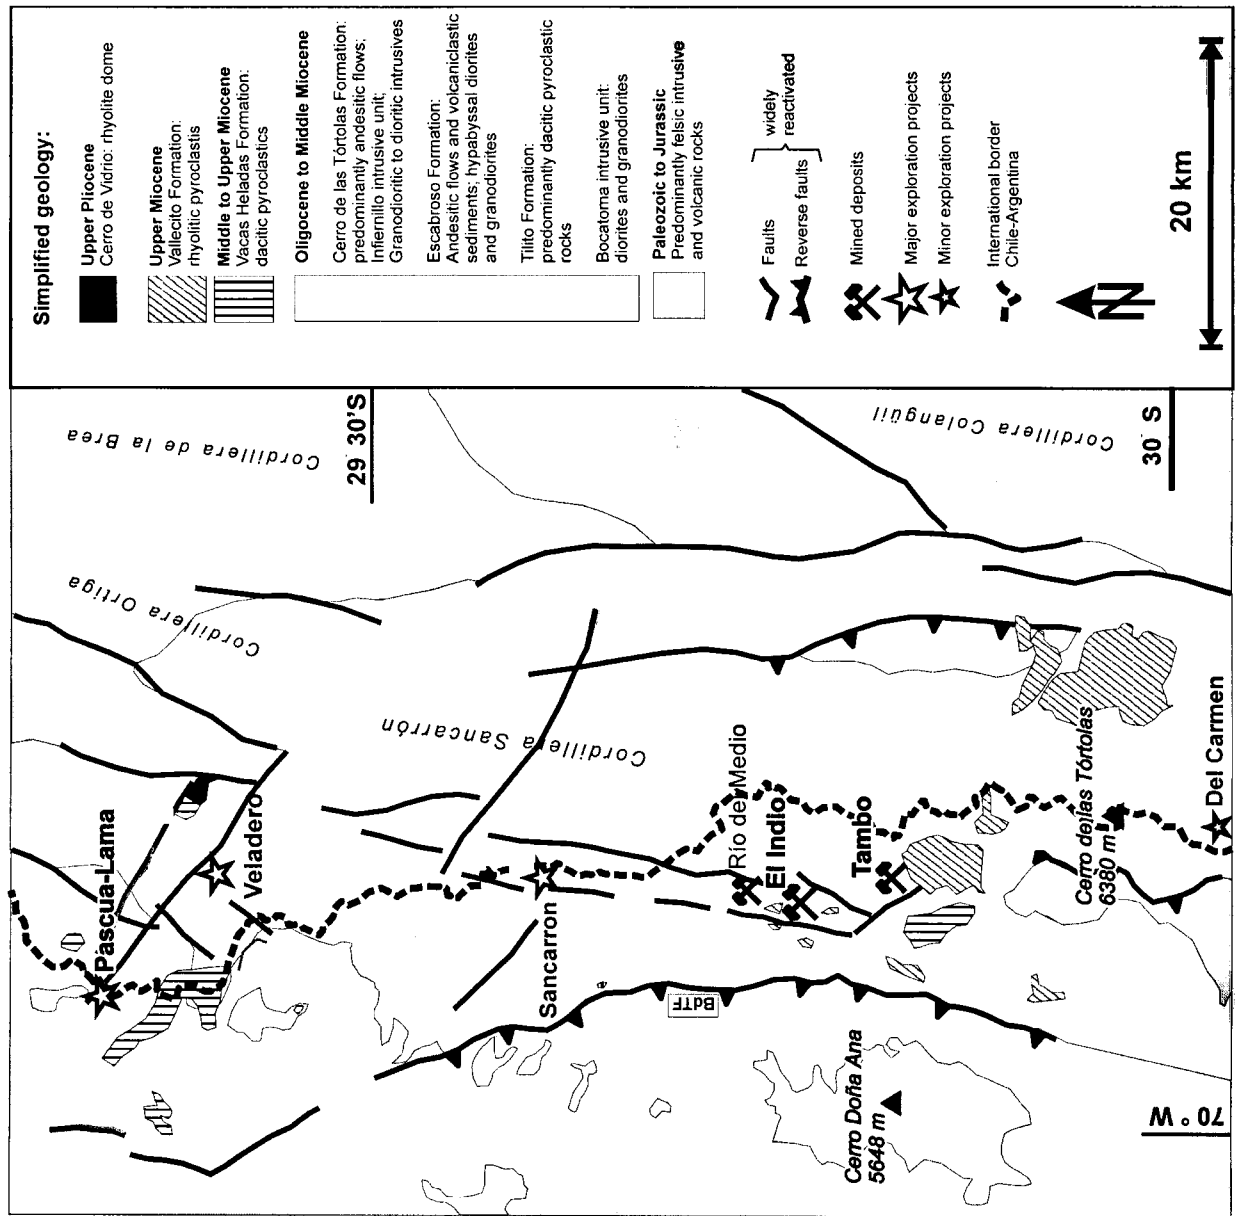 Simplified geology:
Upper Pliocene
Cerro de Vidrio: rhyolite dome
Upper Miocene
Vallecito Formation:
rhyolitic pyroclastis
Middle to Upper Miocene
Vacas Heladas Formation:
dacitic pyroclastics
Oligocene to Middle Miocene
Cerro de las Tórtolas Formation:
predominantly andesitic flows;
Infiernillo intrusive unit;
Granodioritic to dioritic intrusives
Escabroso Formation:
Andesitic flows and volcaniclastic
sediments; hypabyssal diorites
and granodiorites
Tilito Formation:
predominantly dacitic pyroclastic
rocks
Bocatoma intrusive unit:
diorites and granodiorites
Paleozoic to Jurassic
Predominantly felsic intrusive
and volcanic rocks
Faults
Reverse faults
widely
reactivated
Mined deposits
Major exploration projects
Minor exploration projects
International border
Chile-Argentina
N
20 km
Cordillera de la Brea
29° 30'S
Cordillera Colangüil
30° S
Cordillera Ortiga
Cordillera Sancarrón
Pascua-Lama
Veladero
Sancarron
Río del Medio
El Indio
Tambo
Cerro de las Tórtolas
6380 m
Del Carmen
BdTF
Cerro Doña Ana
5648 m
70° W